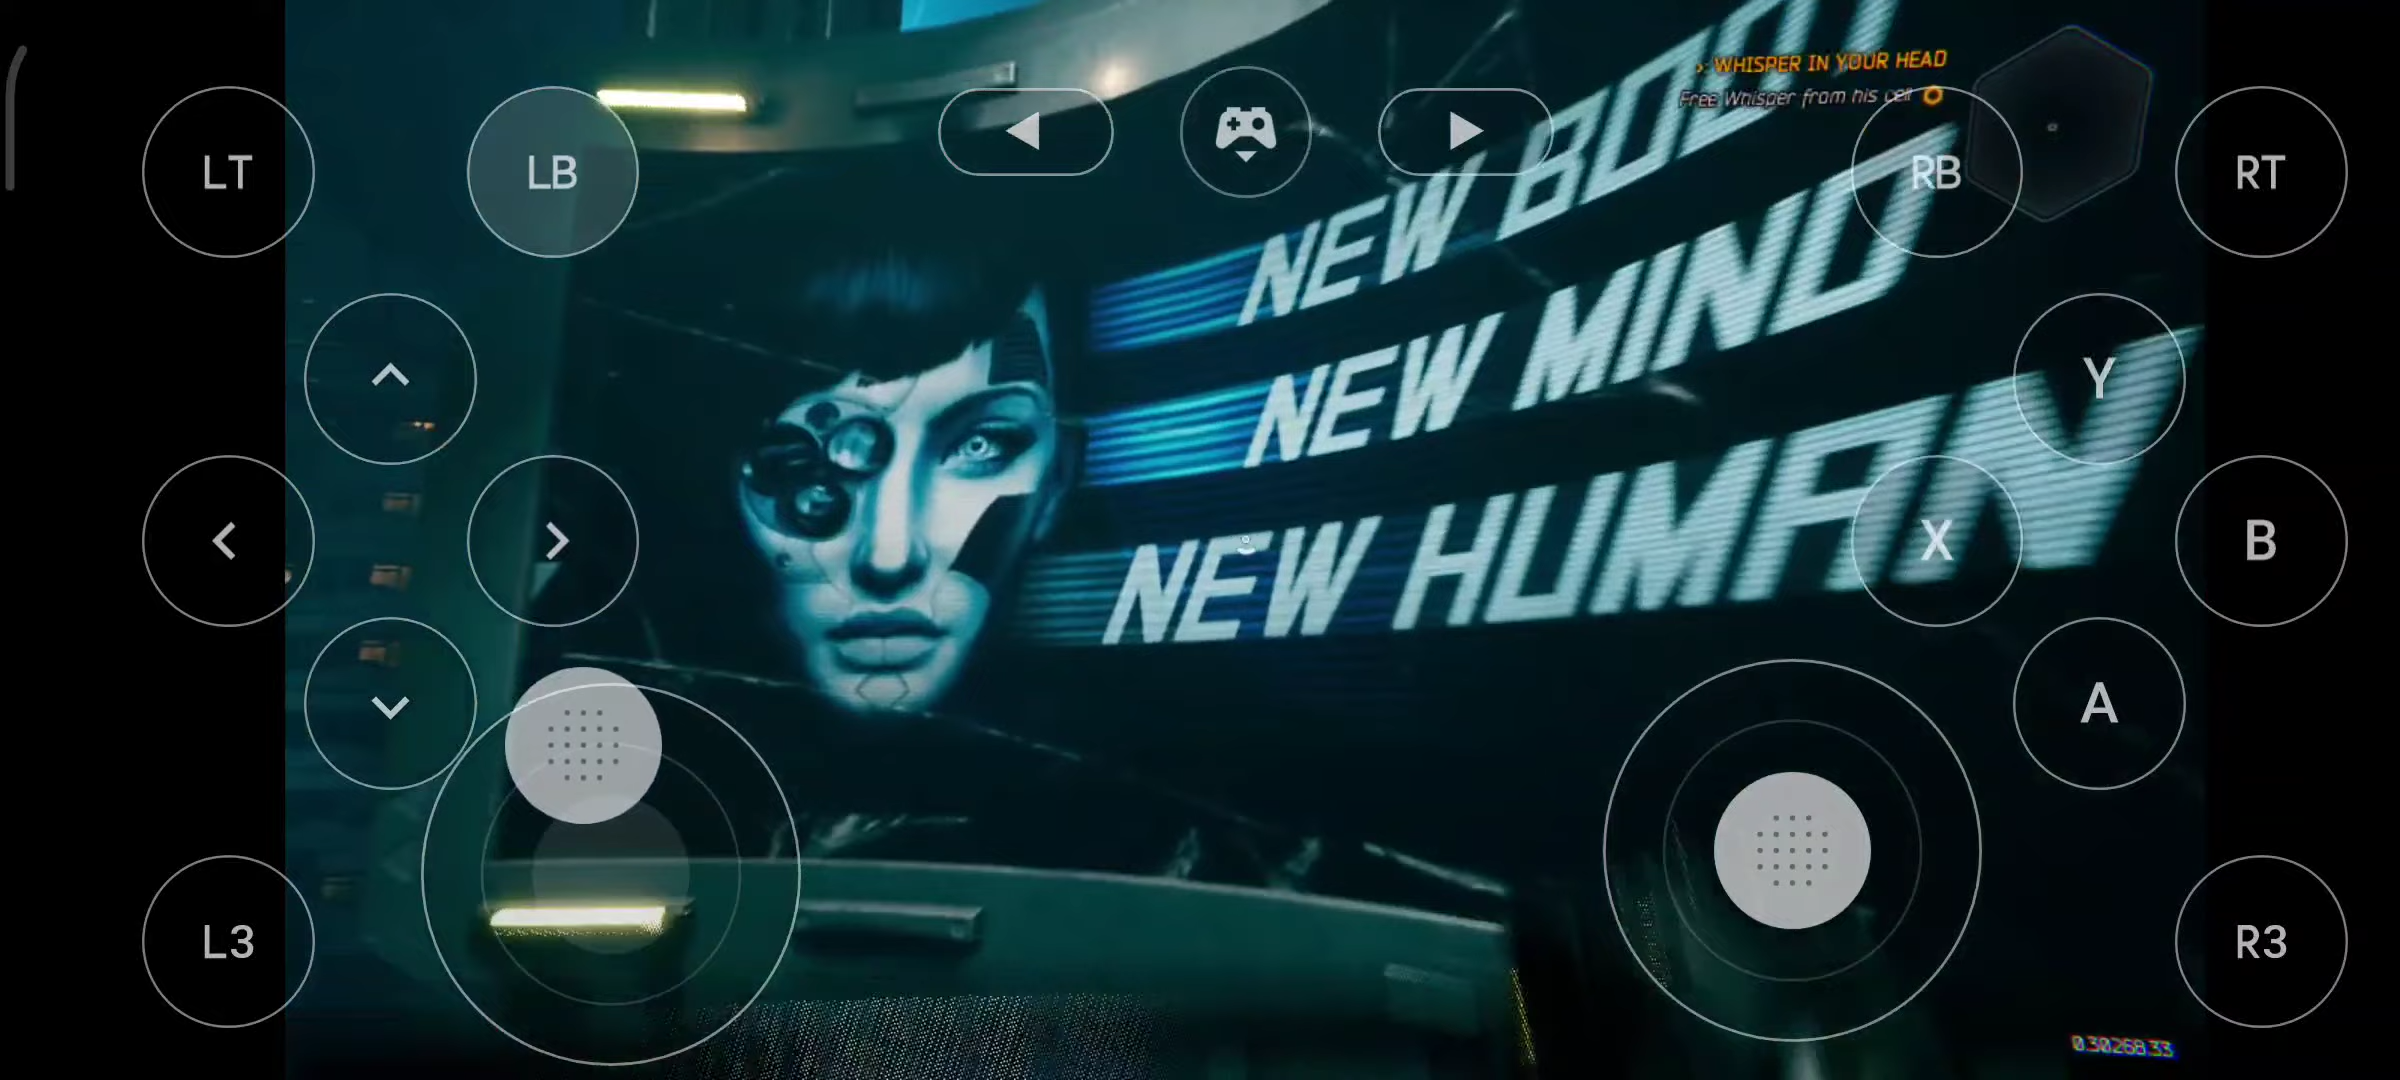 › WHISPER IN YOUR HEAD
Free Whisper from his cell
LT
LB
RB
RT
NEW BODY
NEW MIND
NEW HUMAN
Y
X
B
A
L3
R3